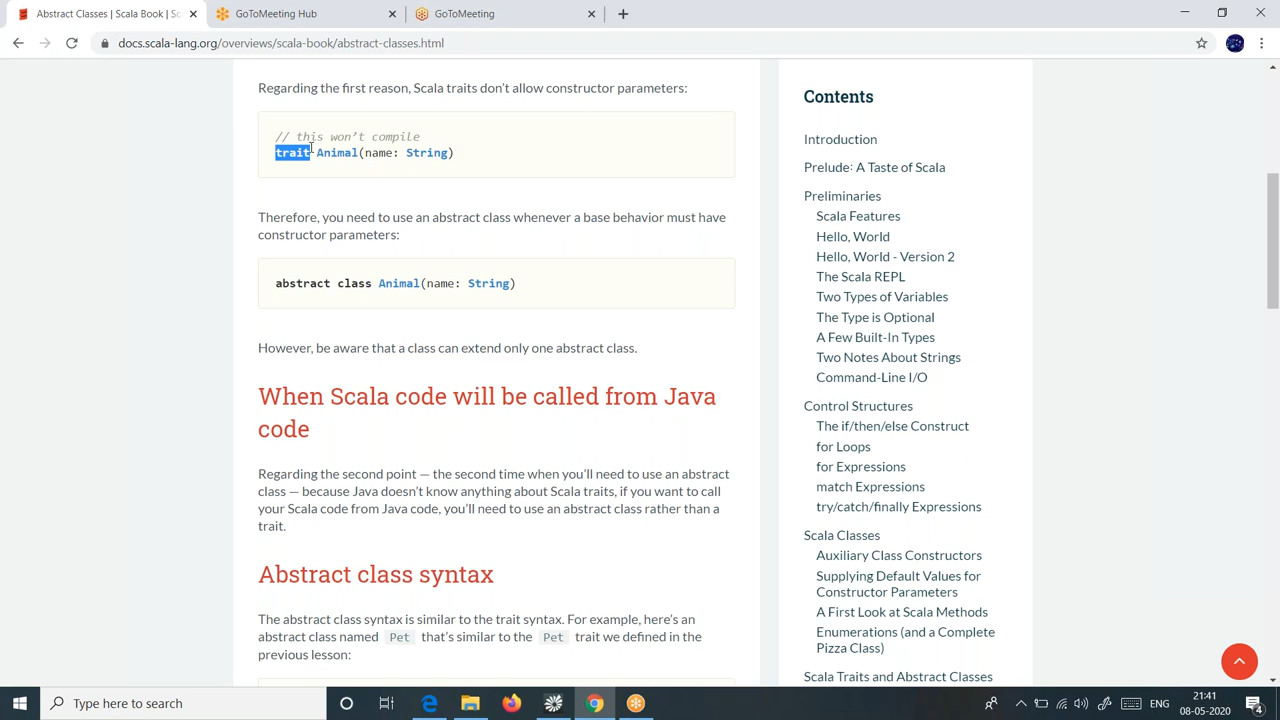 Abstract Classes | Scala Book | Sc
GoToMeeting Hub
GoToMeeting
docs.scala-lang.org/overviews/scala-book/abstract-classes.html
Regarding the first reason, Scala traits don’t allow constructor parameters:
// this won’t compile
trait Animal(name: String)
Therefore, you need to use an abstract class whenever a base behavior must have
constructor parameters:
abstract class Animal(name: String)
However, be aware that a class can extend only one abstract class.
When Scala code will be called from Java
code
Regarding the second point — the second time when you’ll need to use an abstract
class — because Java doesn’t know anything about Scala traits, if you want to call
your Scala code from Java code, you’ll need to use an abstract class rather than a
trait.
Abstract class syntax
The abstract class syntax is similar to the trait syntax. For example, here’s an
abstract class named Pet that’s similar to the Pet trait we defined in the
previous lesson:
Contents
Introduction
Prelude: A Taste of Scala
Preliminaries
Scala Features
Hello, World
Hello, World - Version 2
The Scala REPL
Two Types of Variables
The Type is Optional
A Few Built-In Types
Two Notes About Strings
Command-Line I/O
Control Structures
The if/then/else Construct
for Loops
for Expressions
match Expressions
try/catch/finally Expressions
Scala Classes
Auxiliary Class Constructors
Supplying Default Values for
Constructor Parameters
A First Look at Scala Methods
Enumerations (and a Complete
Pizza Class)
Scala Traits and Abstract Classes
Type here to search
ENG
21:41
08-05-2020
4